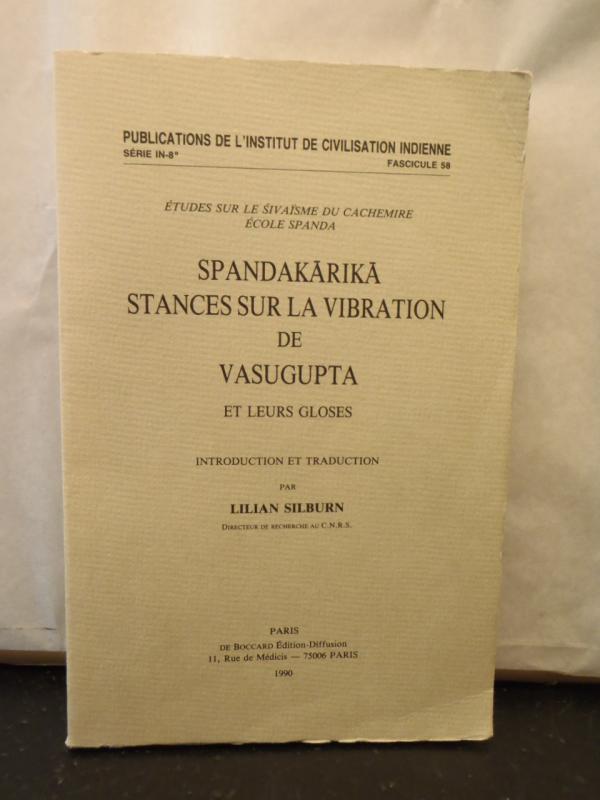 PUBLICATIONS DE L'INSTITUT DE CIVILISATION INDIENNE
SÉRIE IN-8° FASCICULE 58
ÉTUDES SUR LE ŚIVAÏSME DU CACHEMIRE
ÉCOLE SPANDA
SPANDAKĀRIKĀ
STANCES SUR LA VIBRATION
DE
VASUGUPTA
ET LEURS GLOSES
INTRODUCTION ET TRADUCTION
PAR
LILIAN SILBURN
DIRECTEUR DE RECHERCHE AU C.N.R.S.
PARIS
DE BOCCARD Édition-Diffusion
11, Rue de Médicis — 75006 PARIS
1990